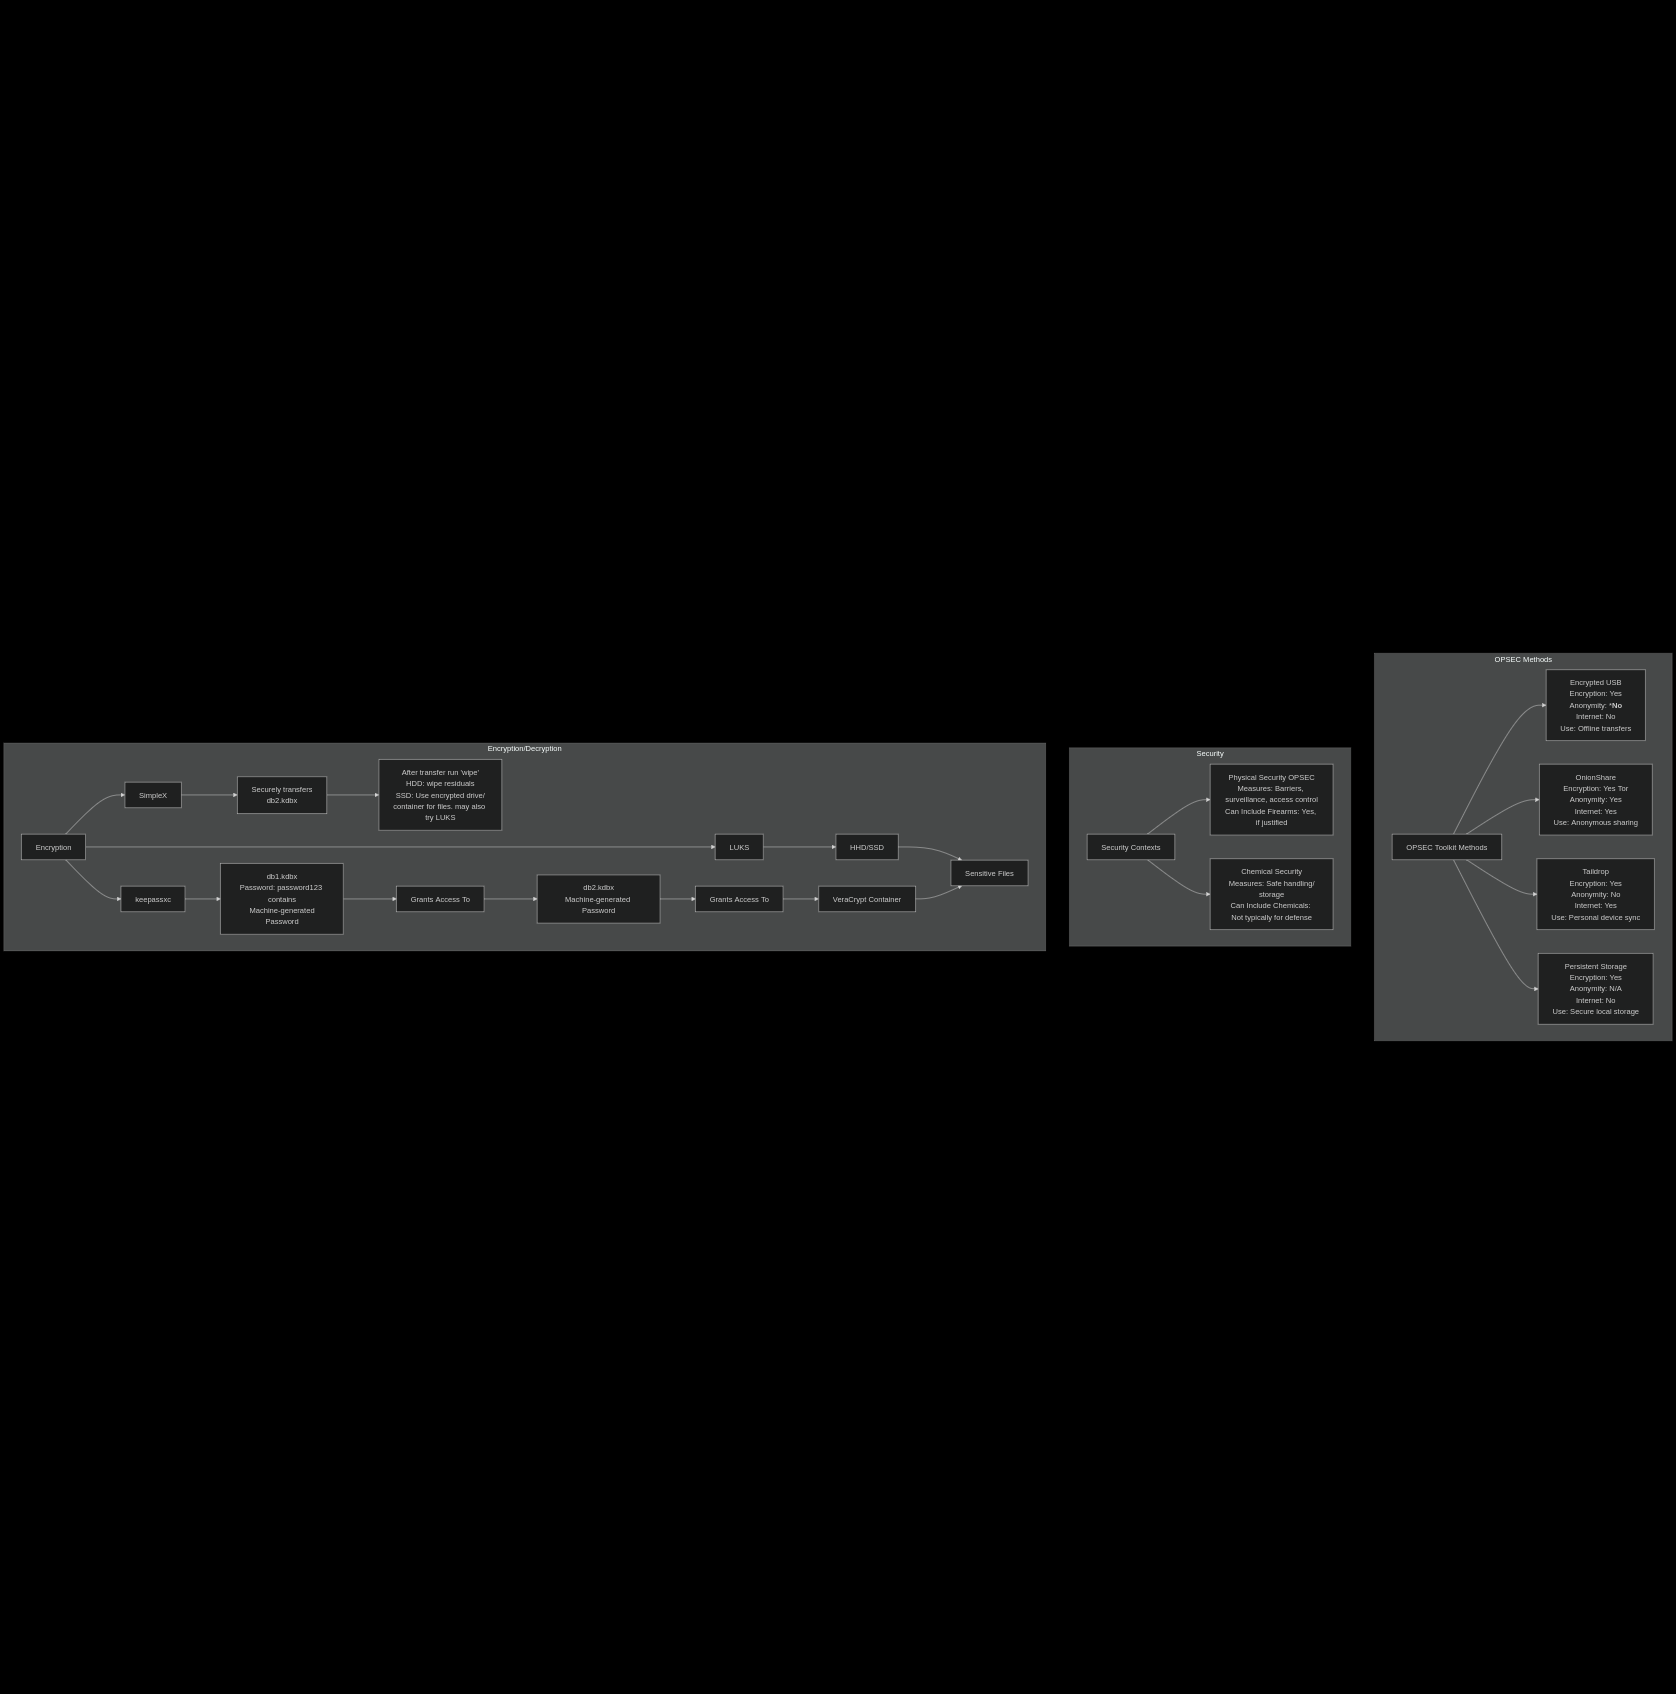 Encryption/Decryption
Encryption
SimpleX
Securely transfers
db2.kdbx
After transfer run 'wipe'
HDD: wipe residuals
SSD: Use encrypted drive/
container for files. may also
try LUKS
LUKS
HHD/SSD
keepassxc
db1.kdbx
Password: password123
contains
Machine-generated
Password
Grants Access To
db2.kdbx
Machine-generated
Password
Grants Access To
VeraCrypt Container
Sensitive Files
Security
Security Contexts
Physical Security OPSEC
Measures: Barriers,
surveillance, access control
Can Include Firearms: Yes,
if justified
Chemical Security
Measures: Safe handling/
storage
Can Include Chemicals:
Not typically for defense
OPSEC Methods
OPSEC Toolkit Methods
Encrypted USB
Encryption: Yes
Anonymity: *No
Internet: No
Use: Offline transfers
OnionShare
Encryption: Yes Tor
Anonymity: Yes
Internet: Yes
Use: Anonymous sharing
Taildrop
Encryption: Yes
Anonymity: No
Internet: Yes
Use: Personal device sync
Persistent Storage
Encryption: Yes
Anonymity: N/A
Internet: No
Use: Secure local storage